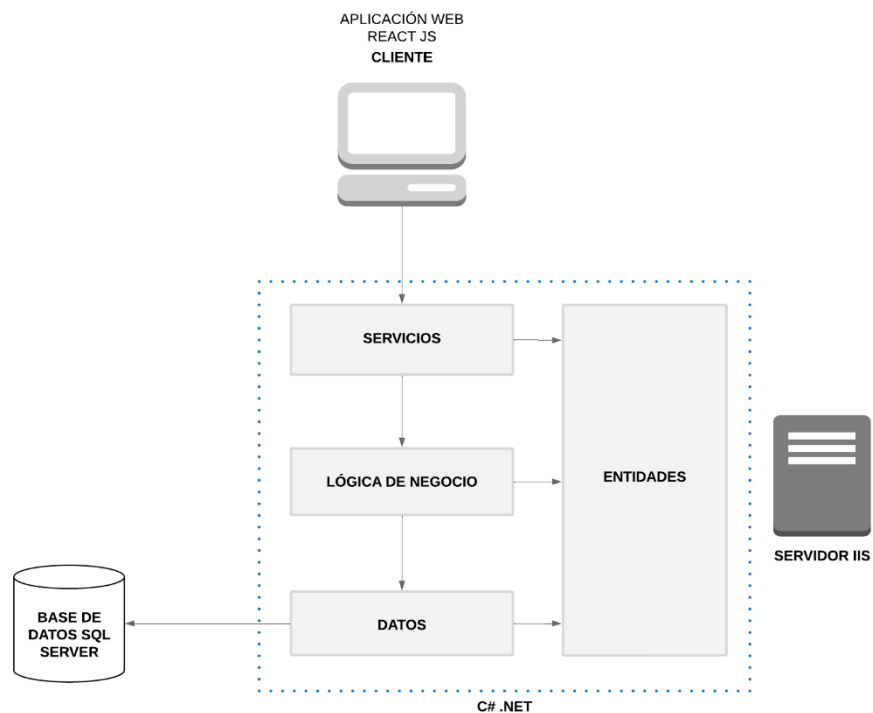 APLICACIÓN WEB
REACT JS
CLIENTE
SERVICIOS
LÓGICA DE NEGOCIO
ENTIDADES
SERVIDOR IIS
BASE DE
DATOS SQL
SERVER
DATOS
C# .NET